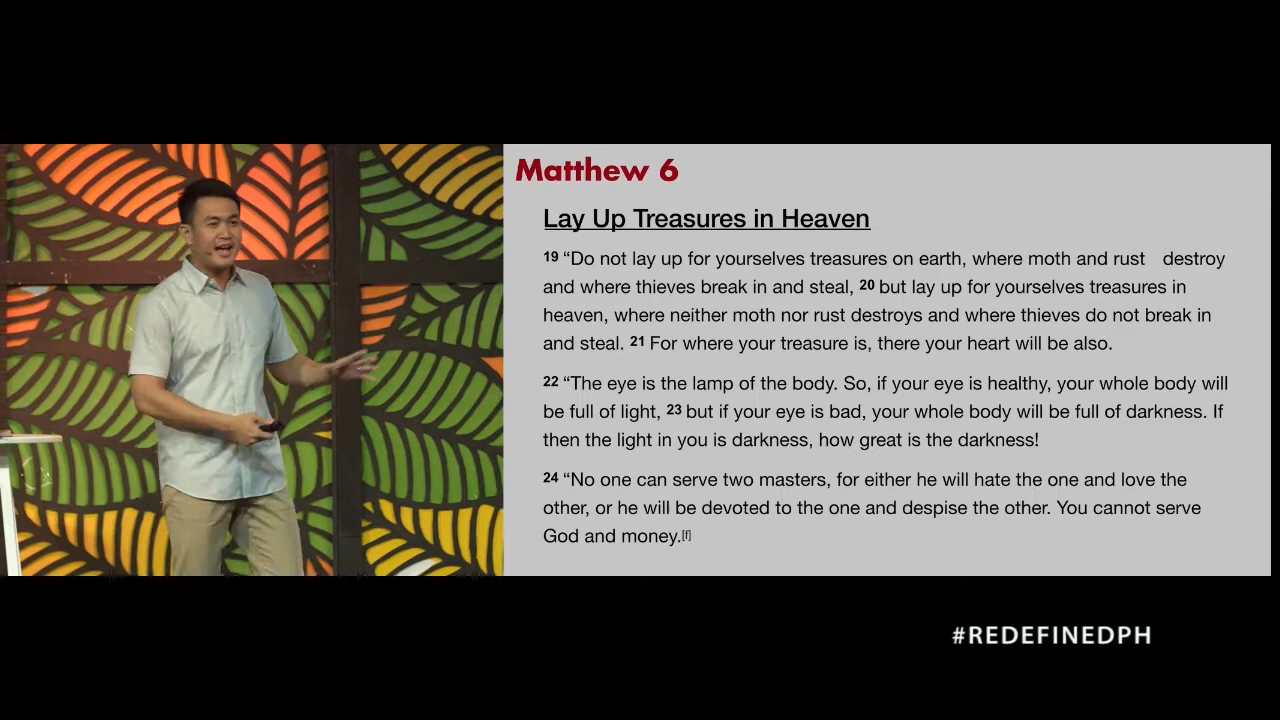 Matthew 6
Lay Up Treasures in Heaven
19 “Do not lay up for yourselves treasures on earth, where moth and rust destroy
and where thieves break in and steal, 20 but lay up for yourselves treasures in
heaven, where neither moth nor rust destroys and where thieves do not break in
and steal. 21 For where your treasure is, there your heart will be also.
22 “The eye is the lamp of the body. So, if your eye is healthy, your whole body will
be full of light, 23 but if your eye is bad, your whole body will be full of darkness. If
then the light in you is darkness, how great is the darkness!
24 “No one can serve two masters, for either he will hate the one and love the
other, or he will be devoted to the one and despise the other. You cannot serve
God and money.[f]
#REDEFINEDPH